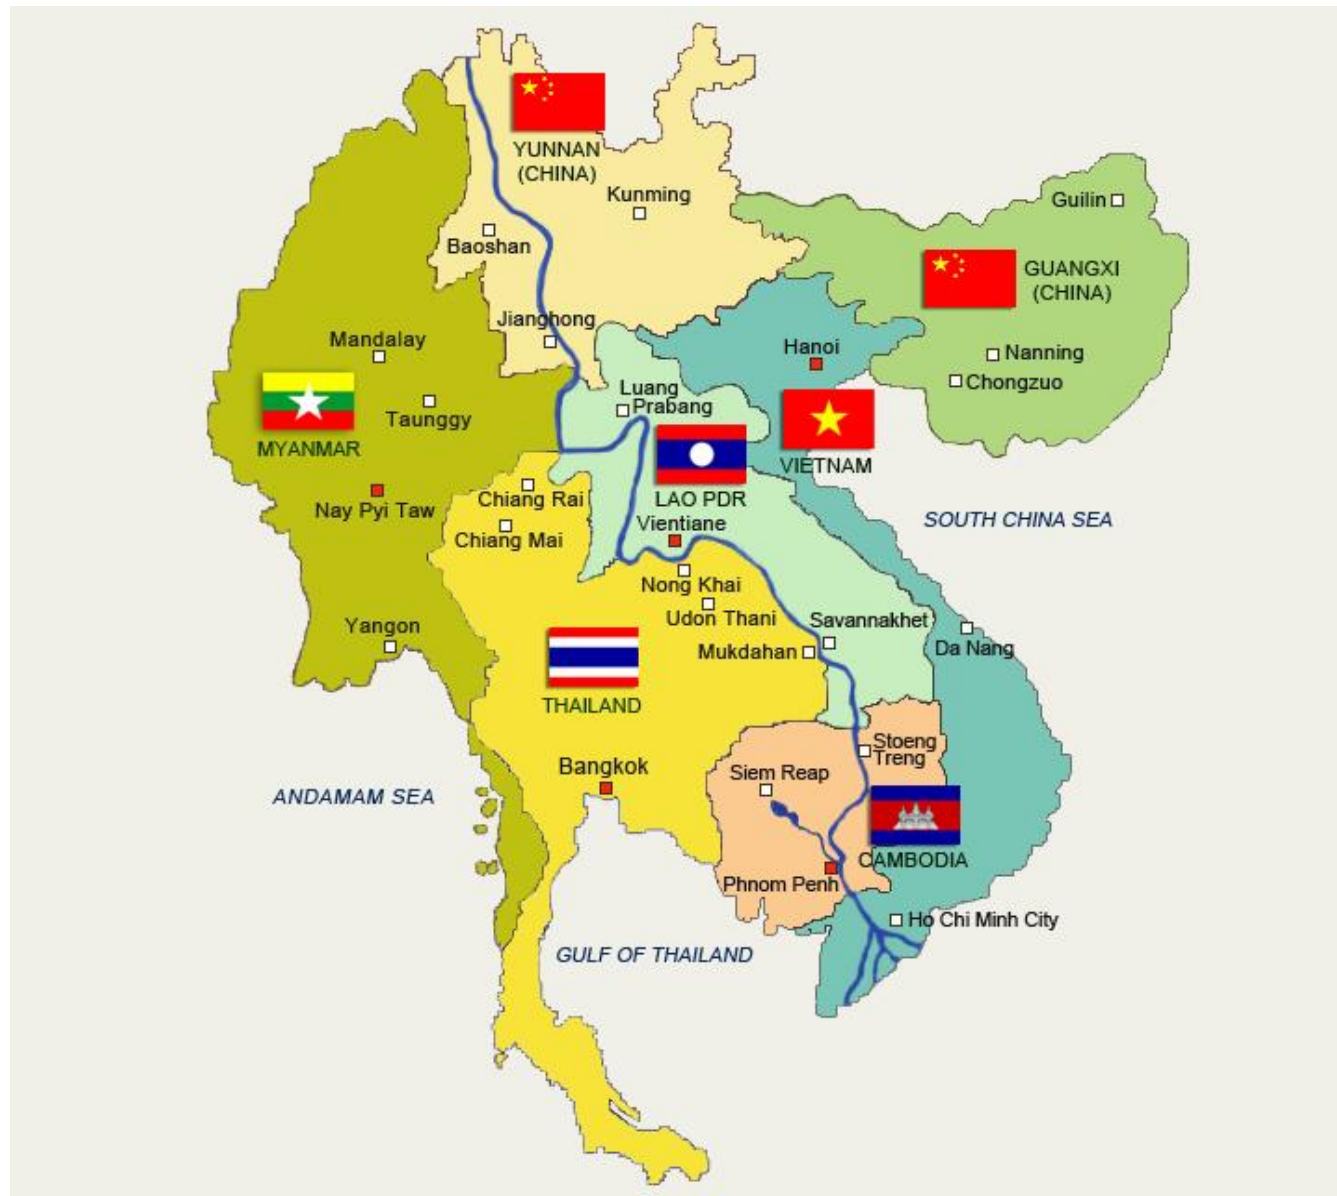 YUNNAN
(CHINA)
Kunming
Guilin
Baoshan
GUANGXI
(CHINA)
Jianghong
Mandalay
Hanoi
Nanning
Chongzuo
Luang
Prabang
Taunggy
MYANMAR
VIETNAM
Chiang Rai
LAO PDR
Nay Pyi Taw
Vientiane
SOUTH CHINA SEA
Chiang Mai
Nong Khai
Udon Thani
Savannakhet
Yangon
Mukdahan
Da Nang
THAILAND
Stoeng
Treng
Bangkok
Siem Reap
ANDAMAM SEA
CAMBODIA
Phnom Penh
Ho Chi Minh City
GULF OF THAILAND